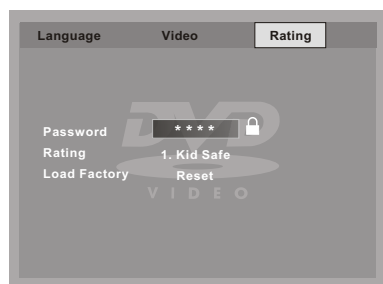 Language Video Rating
DVD
Password ****
Rating 1. Kid Safe
Load Factory Reset
VIDEO